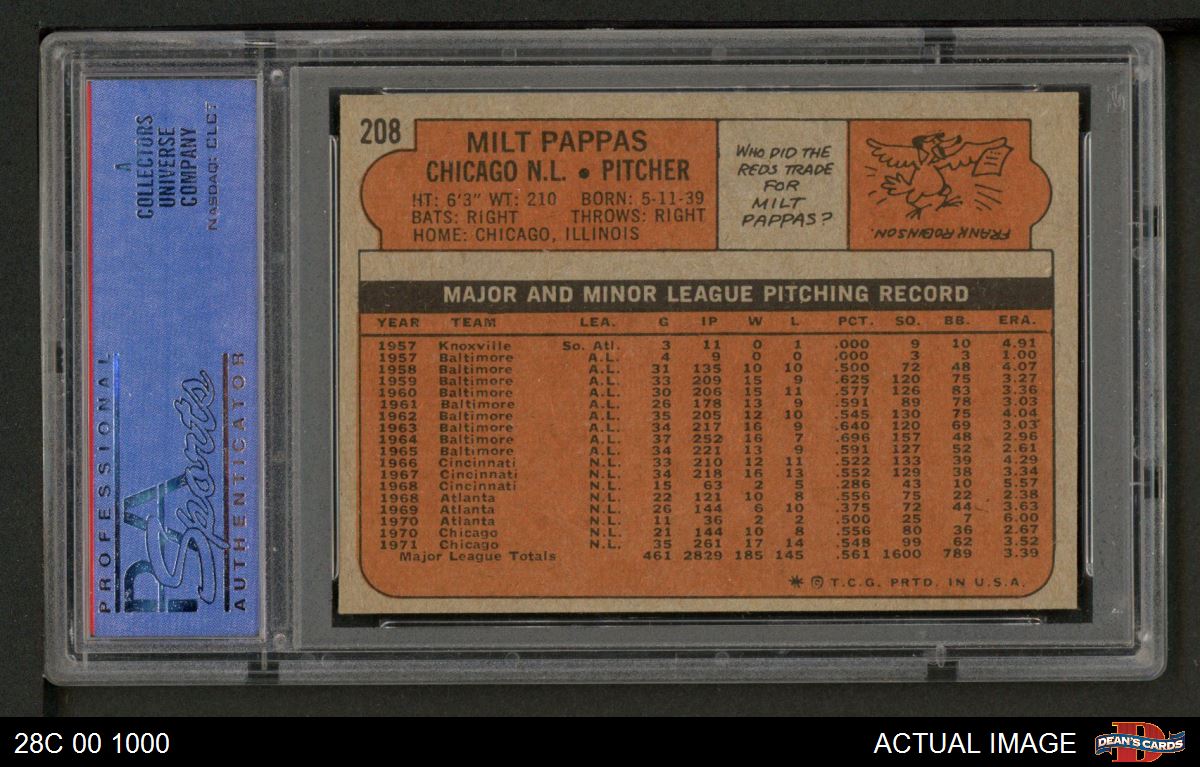 A
COLLECTORS
UNIVERSE
COMPANY
NASDAQ: CLCT
PROFESSIONAL
PSA
Sports
AUTHENTICATOR
208
MILT PAPPAS
CHICAGO N.L. • PITCHER
HT: 6'3" WT: 210 BORN: 5-11-39
BATS: RIGHT THROWS: RIGHT
HOME: CHICAGO, ILLINOIS
WHO DID THE
REDS TRADE
FOR
MILT
PAPPAS?
FRANK ROBINSON.
MAJOR AND MINOR LEAGUE PITCHING RECORD
YEAR TEAM LEA. G IP W L PCT. SO. BB. ERA.
1957 Knoxville So. Atl. 3 11 0 1 .000 9 10 4.91
1957 Baltimore A.L. 4 9 0 0 .000 3 3 1.00
1958 Baltimore A.L. 31 135 10 10 .500 72 48 4.07
1959 Baltimore A.L. 33 209 15 9 .625 120 75 3.27
1960 Baltimore A.L. 30 206 15 11 .577 126 83 3.36
1961 Baltimore A.L. 26 178 13 9 .591 89 78 3.03
1962 Baltimore A.L. 35 205 12 10 .545 130 75 4.04
1963 Baltimore A.L. 34 217 16 9 .640 120 69 3.03
1964 Baltimore A.L. 37 252 16 7 .696 157 48 2.96
1965 Baltimore A.L. 34 221 13 9 .591 127 52 2.61
1966 Cincinnati N.L. 33 210 12 11 .522 133 39 4.29
1967 Cincinnati N.L. 34 218 16 13 .552 129 38 3.34
1968 Cincinnati N.L. 15 63 2 5 .286 43 10 5.57
1968 Atlanta N.L. 22 121 10 8 .556 75 22 2.38
1969 Atlanta N.L. 26 144 6 10 .375 72 44 3.63
1970 Atlanta N.L. 11 36 2 2 .500 25 7 6.00
1970 Chicago N.L. 21 144 10 8 .556 80 36 2.67
1971 Chicago N.L. 35 261 17 14 .548 99 62 3.52
Major League Totals 461 2829 185 145 .561 1600 789 3.39
* © T.C.G. PRTD. IN U.S.A.
28C 00 1000
ACTUAL IMAGE
D
DEAN'S CARDS